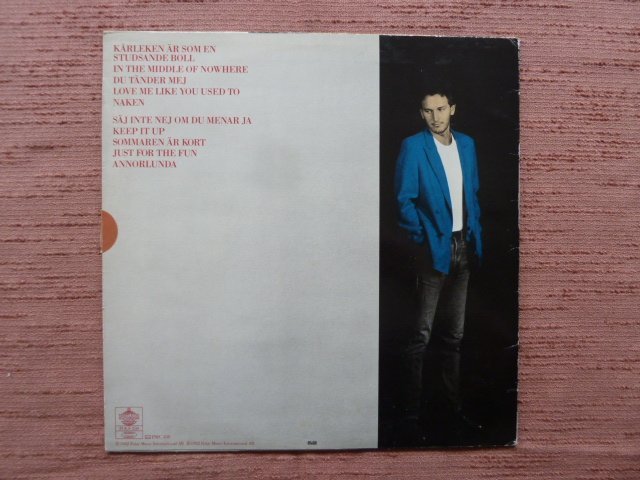 KÄRLEKEN ÄR SOM EN
STUDSANDE BOLL
IN THE MIDDLE OF NOWHERE
DU TÄNDER MEJ
LOVE ME LIKE YOU USED TO
NAKEN
SÄJ INTE NEJ OM DU MENAR JA
KEEP IT UP
SOMMAREN ÄR KORT
JUST FOR THE FUN
ANNORLUNDA